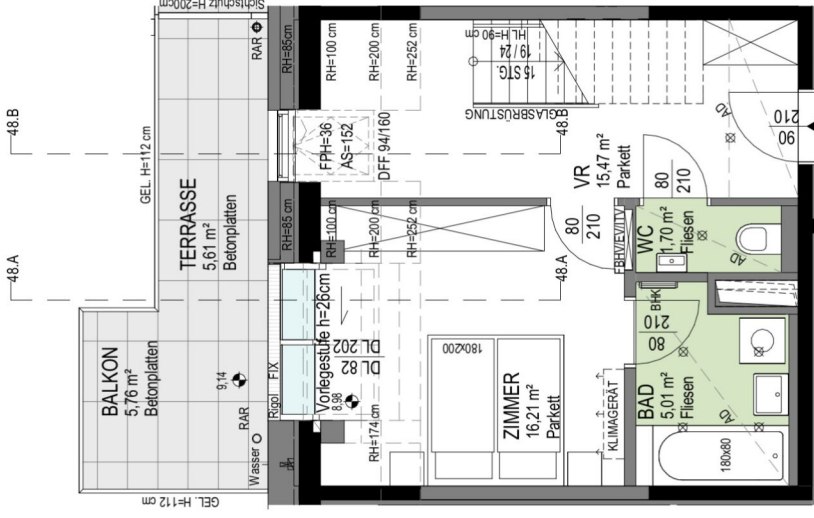 Sichtschutz H=200cm
48.B
GEL. H=112 cm
RAR
TERRASSE
5,61 m²
Betonplatten
48.A
BALKON
5,76 m²
Betonplatten
9,14
RAR
Wasser
GEL. H=112 cm
Rigol
FIX
RH=85cm
RH=100 cm
RH=200 cm
RH=252 cm
FPH=36
AS=152
DFF 94/160
RH=85 cm
RH=100 cm
RH=200 cm
RH=252 cm
Vorlegestufe h=26cm
8,98
DL 82
DL 202
RH=174 cm
15 STG.
19 / 24
HL H=90 cm
GLASBRÜSTUNG
48.B
VR
15,47 m²
Parkett
80
210
80
210
AD
90
210
48.A
FBHV/EV/TV
WC
1,70 m²
Fliesen
AD
180x200
ZIMMER
16,21 m²
Parkett
KLIMAGERÄT
BHK
80
210
BAD
5,01 m²
Fliesen
AD
180x80